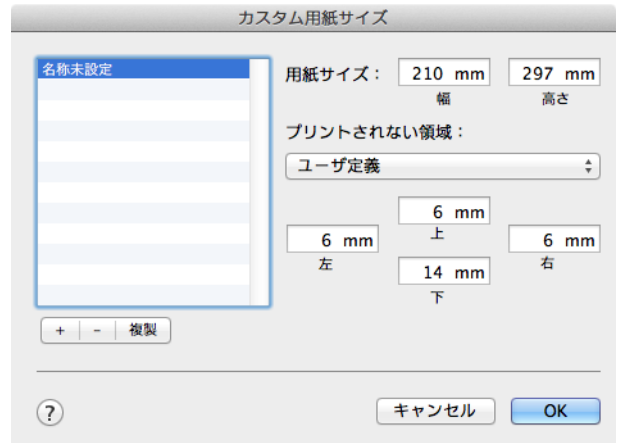 カスタム用紙サイズ
名称未設定
用紙サイズ： 210 mm 297 mm
幅 高さ
プリントされない領域：
ユーザ定義
6 mm
上
6 mm 6 mm
左 右
14 mm
下
+ - 複製
? キャンセル OK